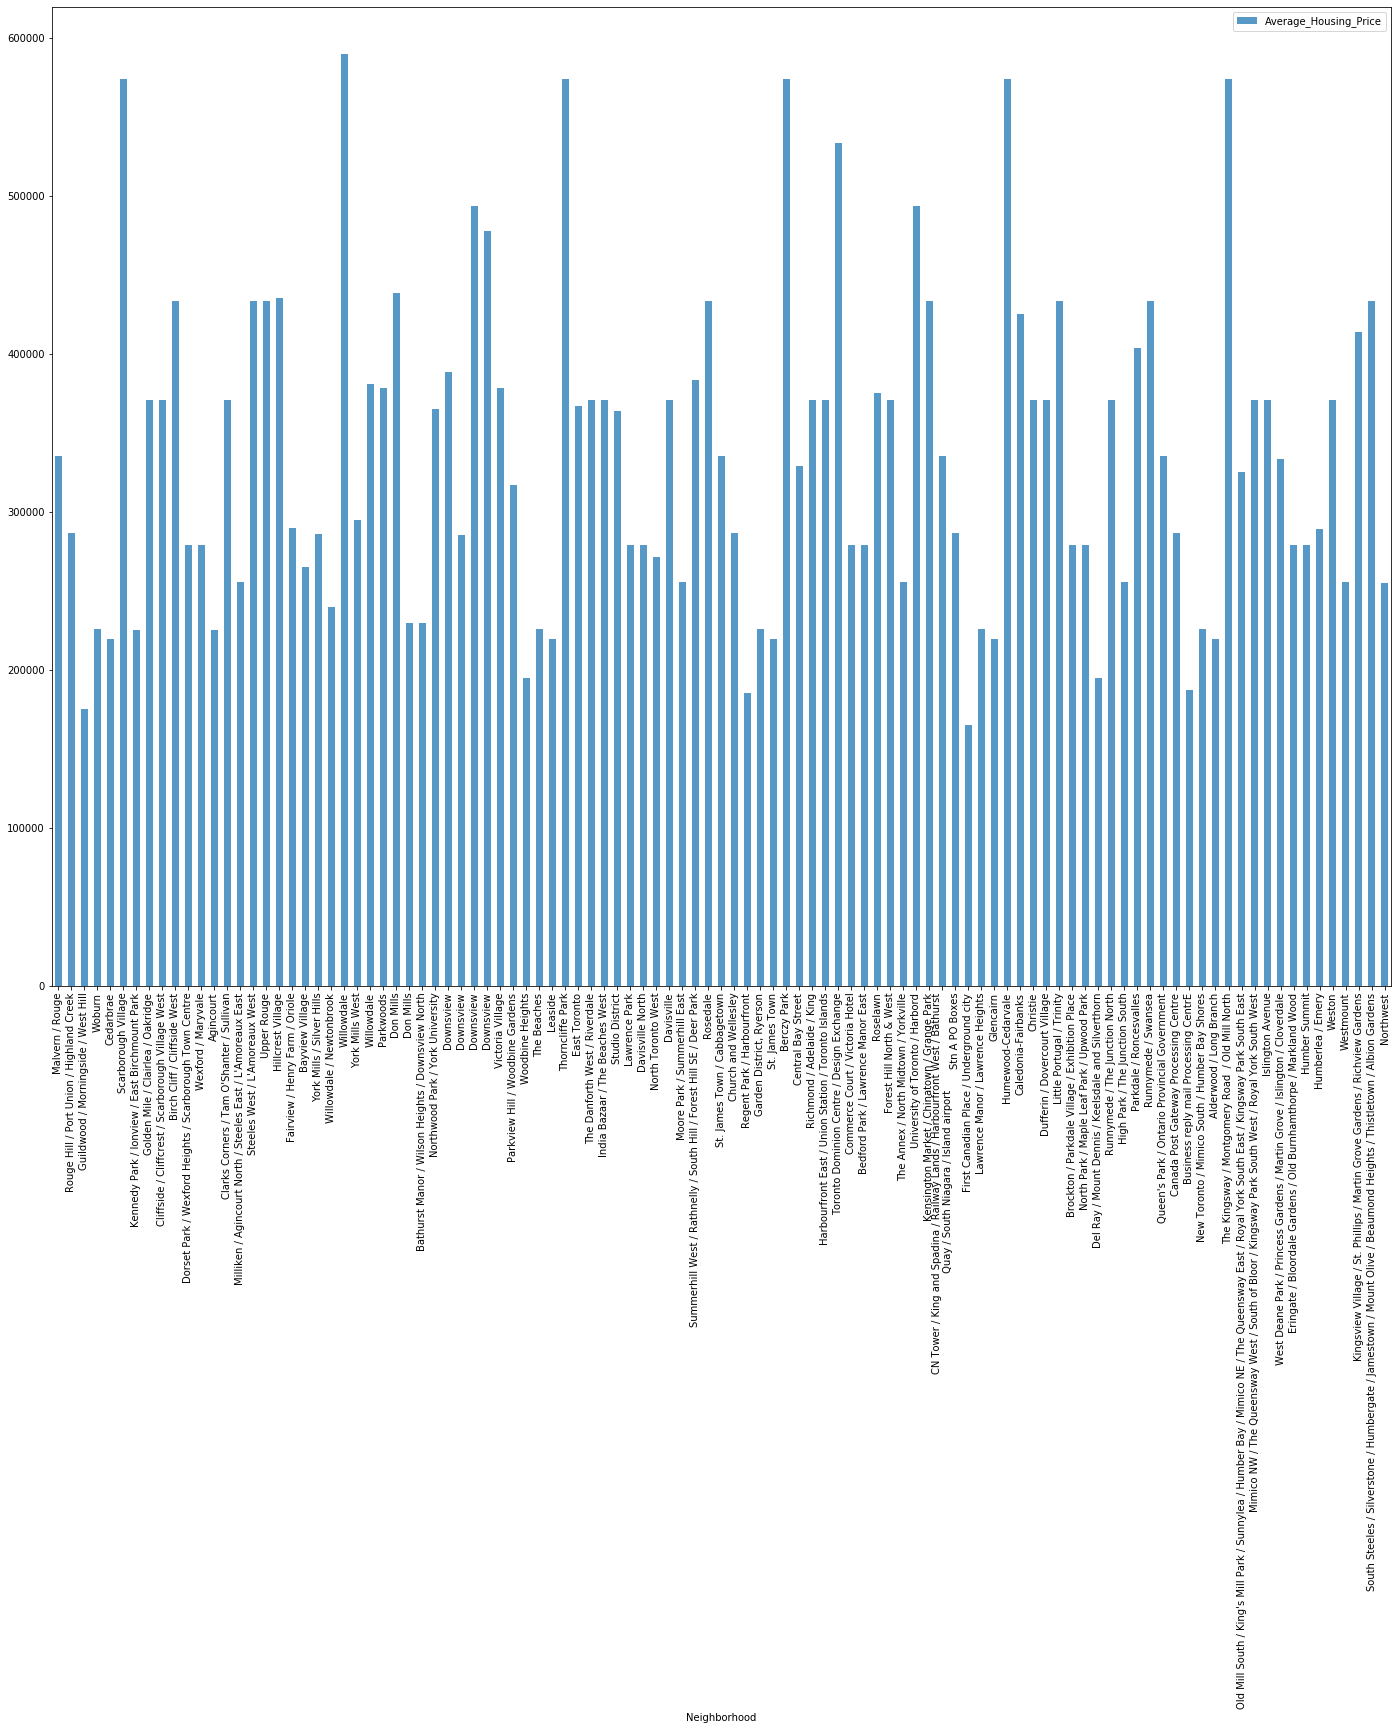 Average_Housing_Price
600000
500000
400000
300000
200000
100000
0
Malvern / Rouge
Rouge Hill / Port Union / Highland Creek
Guildwood / Morningside / West Hill
Woburn
Cedarbrae
Scarborough Village
Kennedy Park / Ionview / East Birchmount Park
Golden Mile / Clairlea / Oakridge
Cliffside / Cliffcrest / Scarborough Village West
Birch Cliff / Cliffside West
Dorset Park / Wexford Heights / Scarborough Town Centre
Wexford / Maryvale
Agincourt
Clarks Corners / Tam O'Shanter / Sullivan
Milliken / Agincourt North / Steeles East / L'Amoreaux East
Steeles West / L'Amoreaux West
Upper Rouge
Hillcrest Village
Fairview / Henry Farm / Oriole
Bayview Village
York Mills / Silver Hills
Willowdale / Newtonbrook
Willowdale
York Mills West
Willowdale
Parkwoods
Don Mills
Don Mills
Bathurst Manor / Wilson Heights / Downsview North
Northwood Park / York University
Downsview
Downsview
Downsview
Downsview
Victoria Village
Parkview Hill / Woodbine Gardens
Woodbine Heights
The Beaches
Leaside
Thorncliffe Park
East Toronto
The Danforth West / Riverdale
India Bazaar / The Beaches West
Studio District
Lawrence Park
Davisville North
North Toronto West
Davisville
Moore Park / Summerhill East
Summerhill West / Rathnelly / South Hill / Forest Hill SE / Deer Park
Rosedale
St. James Town / Cabbagetown
Church and Wellesley
Regent Park / Harbourfront
Garden District, Ryerson
St. James Town
Berczy Park
Central Bay Street
Richmond / Adelaide / King
Harbourfront East / Union Station / Toronto Islands
Toronto Dominion Centre / Design Exchange
Commerce Court / Victoria Hotel
Bedford Park / Lawrence Manor East
Roselawn
Forest Hill North & West
The Annex / North Midtown / Yorkville
University of Toronto / Harbord
Kensington Market / Chinatown / Grange Park
CN Tower / King and Spadina / Railway Lands / Harbourfront West / Bathurst
Quay / South Niagara / Island airport
Stn A PO Boxes
First Canadian Place / Underground city
Lawrence Manor / Lawrence Heights
Glencairn
Humewood-Cedarvale
Caledonia-Fairbanks
Christie
Dufferin / Dovercourt Village
Little Portugal / Trinity
Brockton / Parkdale Village / Exhibition Place
North Park / Maple Leaf Park / Upwood Park
Del Ray / Mount Dennis / Keelsdale and Silverthorn
Runnymede / The Junction North
High Park / The Junction South
Parkdale / Roncesvalles
Runnymede / Swansea
Queen's Park / Ontario Provincial Government
Canada Post Gateway Processing Centre
Business reply mail Processing CentrE
New Toronto / Mimico South / Humber Bay Shores
Alderwood / Long Branch
The Kingsway / Montgomery Road / Old Mill North
Old Mill South / King's Mill Park / Sunnylea / Humber Bay / Mimico NE / The Queensway East / Royal York South East / Kingsway Park South East
Mimico NW / The Queensway West / South of Bloor / Kingsway Park South West / Royal York South West
Islington Avenue
West Deane Park / Princess Gardens / Martin Grove / Islington / Cloverdale
Eringate / Bloordale Gardens / Old Burnhamthorpe / Markland Wood
Humber Summit
Humberlea / Emery
Weston
Westmount
Kingsview Village / St. Phillips / Martin Grove Gardens / Richview Gardens
South Steeles / Silverstone / Humbergate / Jamestown / Mount Olive / Beaumond Heights / Thistletown / Albion Gardens
Northwest
Neighborhood